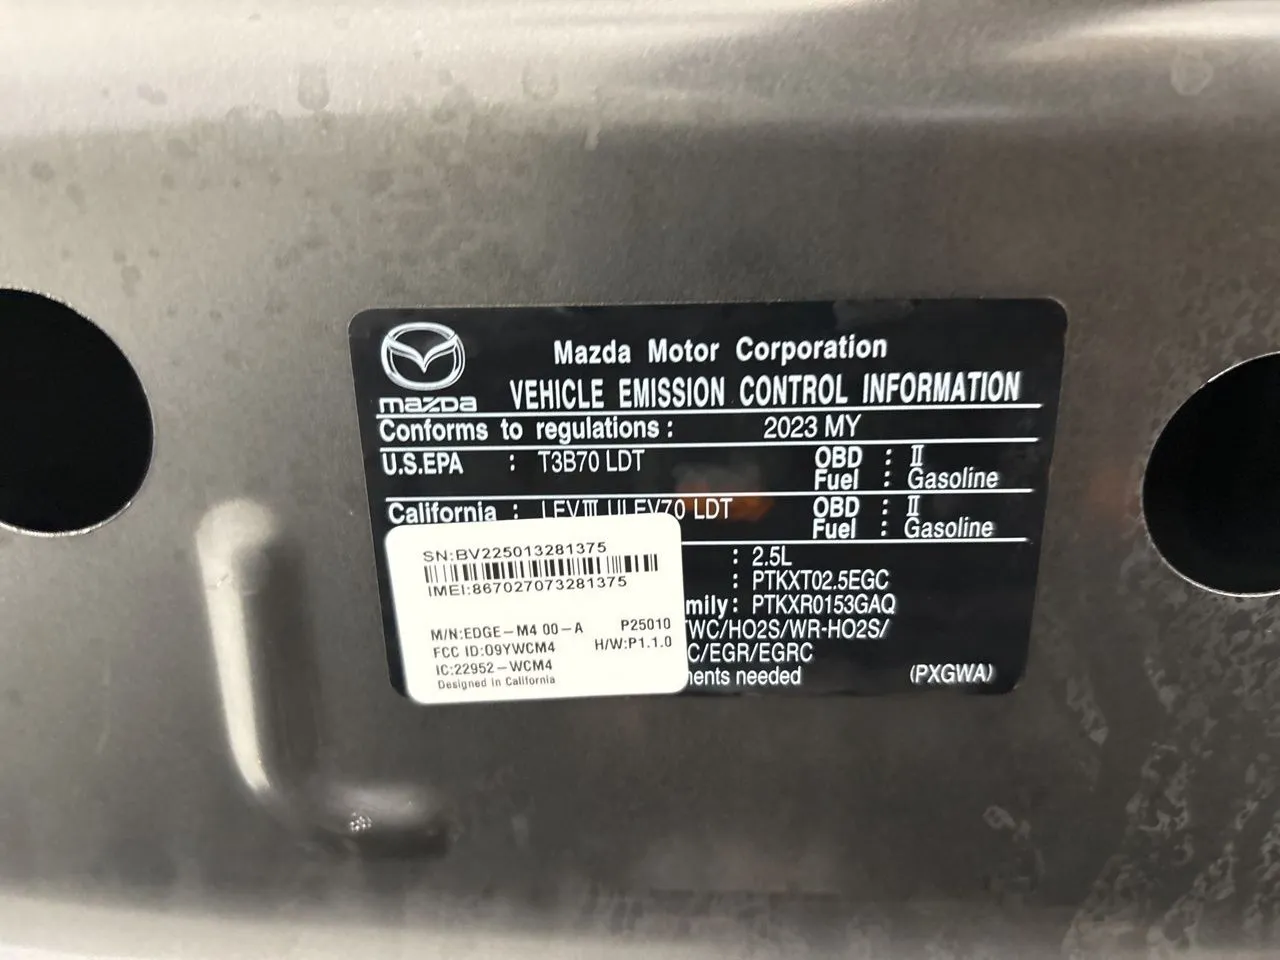 mazda
Mazda Motor Corporation
VEHICLE EMISSION CONTROL INFORMATION
Conforms to regulations : 2023 MY
U.S.EPA : T3B70 LDT OBD : II
Fuel : Gasoline
California : LEVIII ULEV70 LDT OBD : II
Fuel : Gasoline
: 2.5L
: PTKXT02.5EGC
mily: PTKXR0153GAQ
TWC/HO2S/WR-HO2S/
C/EGR/EGRC
ments needed (PXGWA)
SN:BV225013281375
IMEI:867027073281375
M/N:EDGE-M4 00-A P25010
FCC ID:09YWCM4 H/W:P1.1.0
IC:22952-WCM4
Designed in California